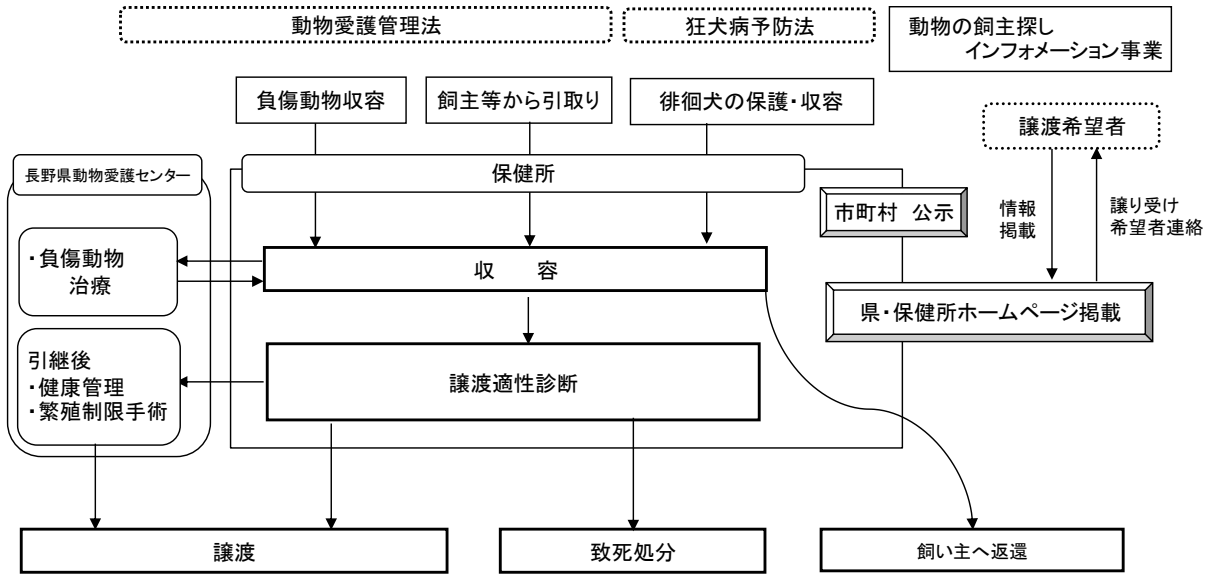 動物愛護管理法
狂犬病予防法
動物の飼主探し
インフォメーション事業
負傷動物収容
飼主等から引取り
徘徊犬の保護・収容
譲渡希望者
長野県動物愛護センター
保健所
市町村 公示
情報
掲載
譲り受け
希望者連絡
・負傷動物
治療
収 容
県・保健所ホームページ掲載
引継後
・健康管理
・繁殖制限手術
譲渡適性診断
譲渡
致死処分
飼い主へ返還